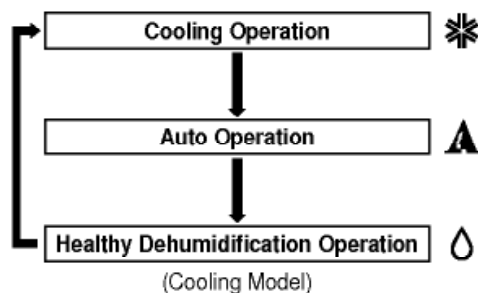 Cooling Operation
Auto Operation
Healthy Dehumidification Operation
(Cooling Model)